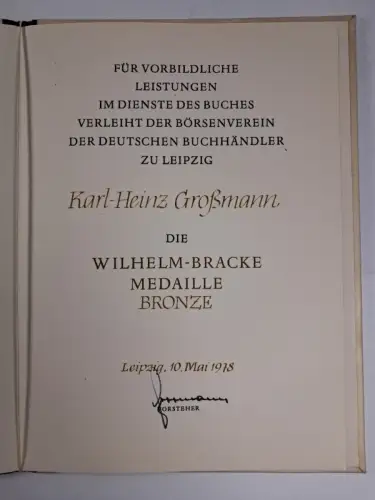 FÜR VORBILDLICHE
LEISTUNGEN
IM DIENSTE DES BUCHES
VERLEIHT DER BÖRSENVEREIN
DER DEUTSCHEN BUCHHÄNDLER
ZU LEIPZIG
Karl-Heinz Großmann
DIE
WILHELM-BRACKE
MEDAILLE
BRONZE
Leipzig, 10. Mai 1978
VORSTEHER